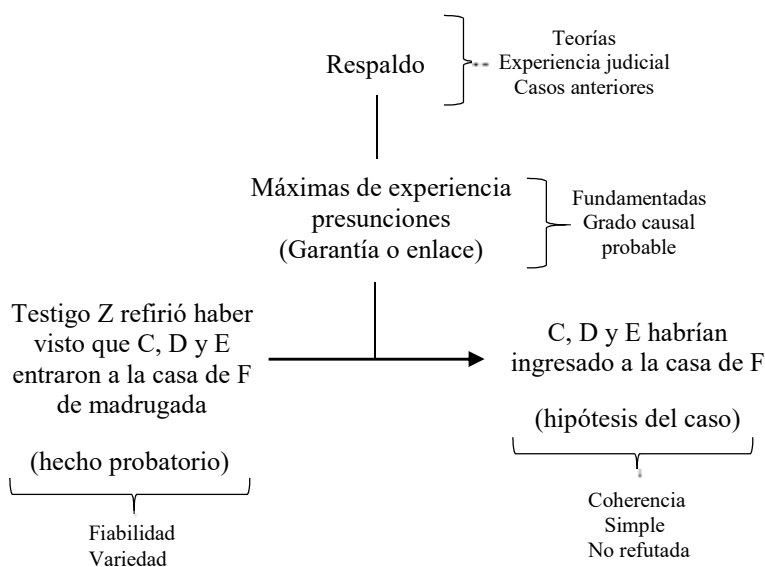 Respaldo
Teorías
Experiencia judicial
Casos anteriores
Máximas de experiencia
presunciones
(Garantía o enlace)
Fundamentadas
Grado causal
probable
Testigo Z refirió haber
visto que C, D y E
entraron a la casa de F
de madrugada
(hecho probatorio)
Fiabilidad
Variedad
C, D y E habrían
ingresado a la casa de F
(hipótesis del caso)
Coherencia
Simple
No refutada